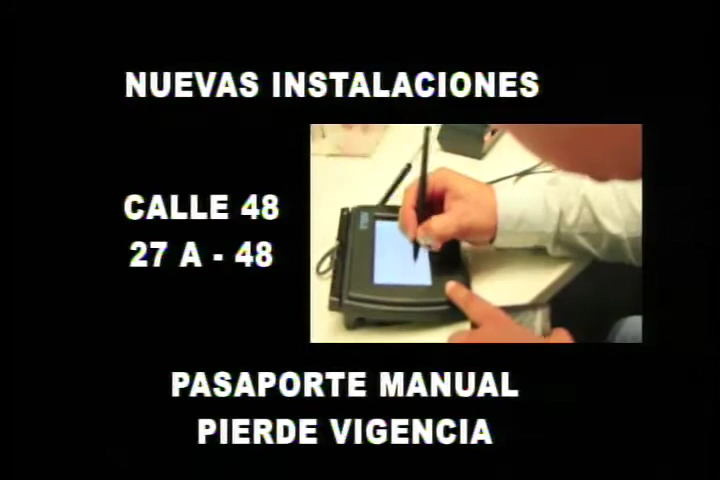 NUEVAS INSTALACIONES
CALLE 48
27 A - 48
PASAPORTE MANUAL
PIERDE VIGENCIA